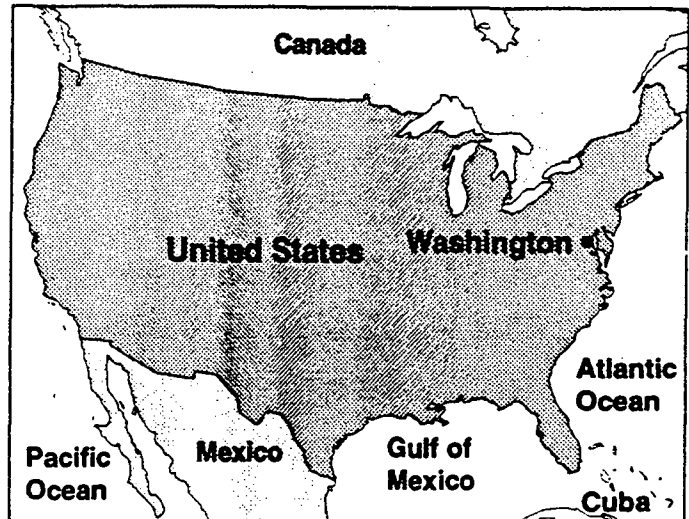 Canada
United States
Washington
Atlantic
Ocean
Mexico
Gulf of
Mexico
Pacific
Ocean
Cuba